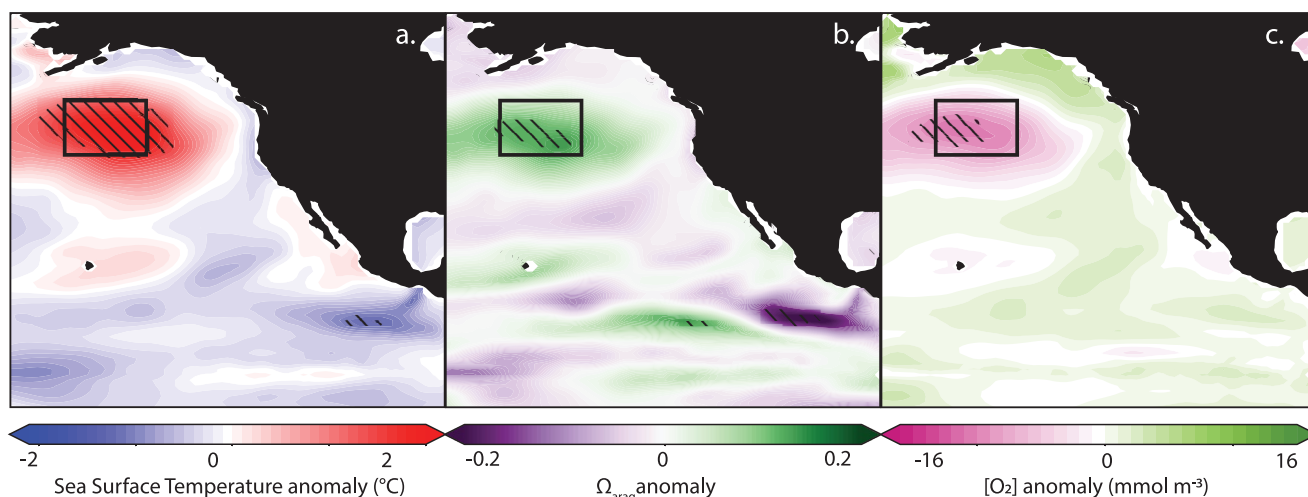 a. b. c.
-2 0 2 -0.2 0 0.2 -16 0 16
Sea Surface Temperature anomaly (°C) Ωarag anomaly [O₂] anomaly (mmol m⁻³)